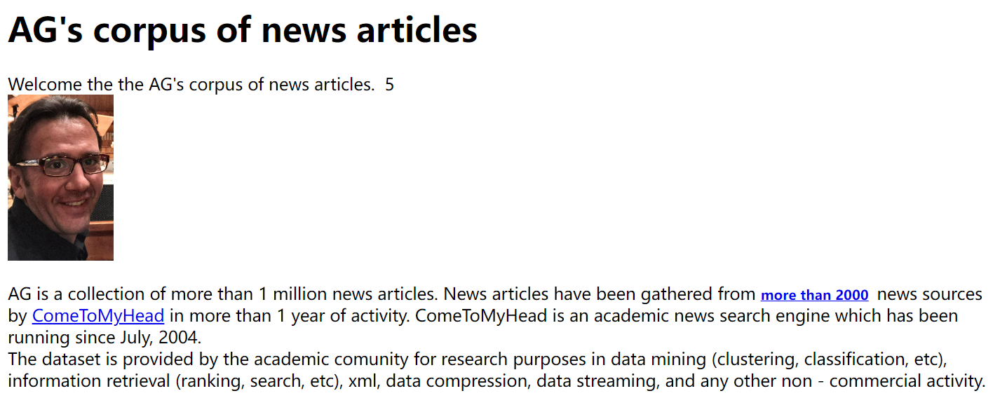 AG's corpus of news articles
Welcome the the AG's corpus of news articles.  5
AG is a collection of more than 1 million news articles. News articles have been gathered from more than 2000  news sources
by ComeToMyHead in more than 1 year of activity. ComeToMyHead is an academic news search engine which has been
running since July, 2004.
The dataset is provided by the academic comunity for research purposes in data mining (clustering, classification, etc),
information retrieval (ranking, search, etc), xml, data compression, data streaming, and any other non - commercial activity.